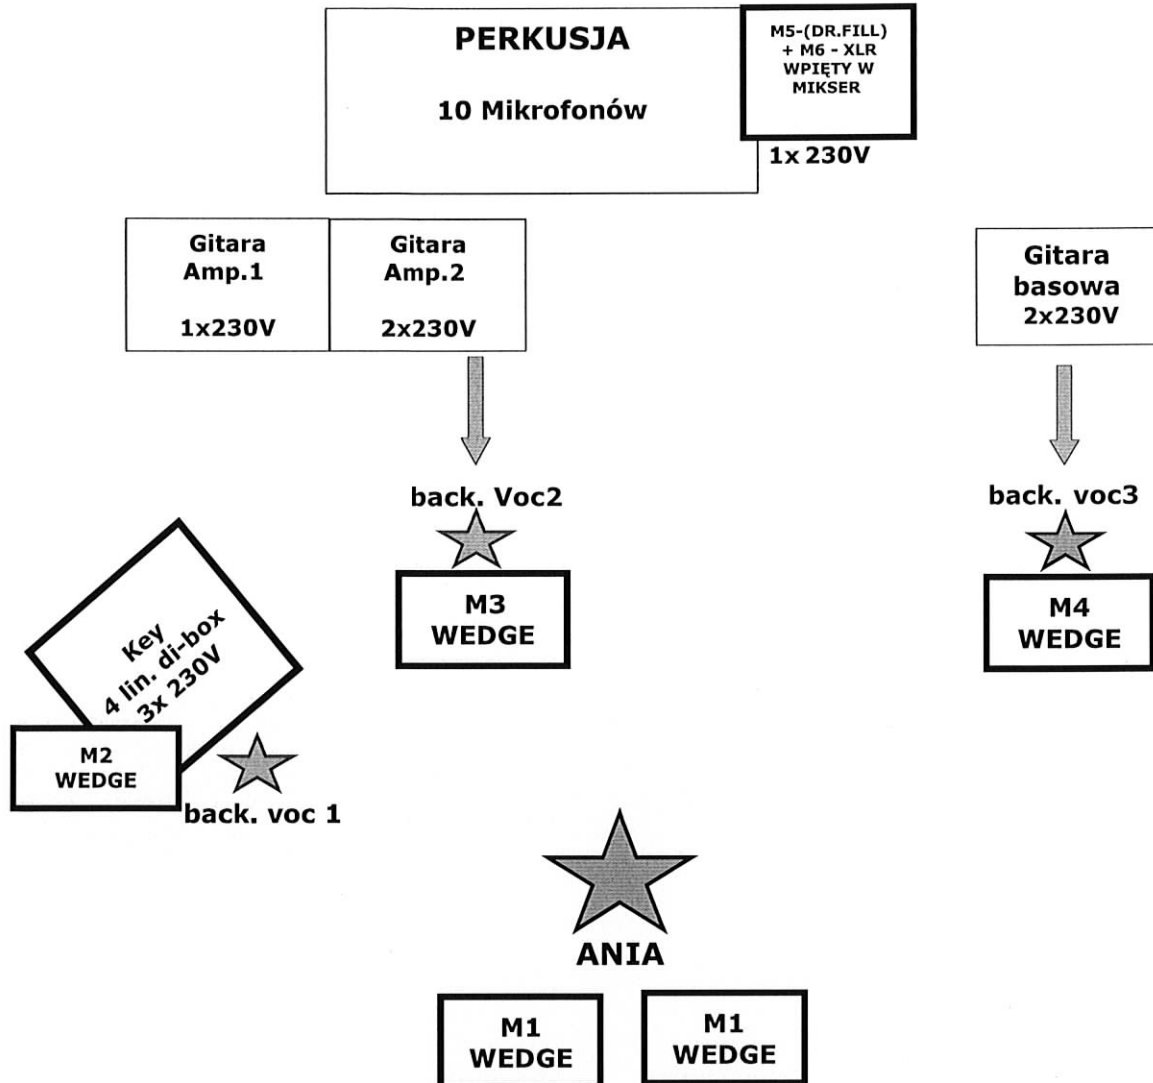 PERKUSJA
10 Mikrofonów
M5-(DR.FILL)
+ M6 - XLR
WPIĘTY W
MIKSER
1x 230V
Gitara
Amp.1
1x230V
Gitara
Amp.2
2x230V
Gitara
basowa
2x230V
back. Voc2
back. voc3
M3
WEDGE
M4
WEDGE
Key
4 lin. di-box
3x 230V
M2
WEDGE
back. voc 1
ANIA
M1
WEDGE
M1
WEDGE